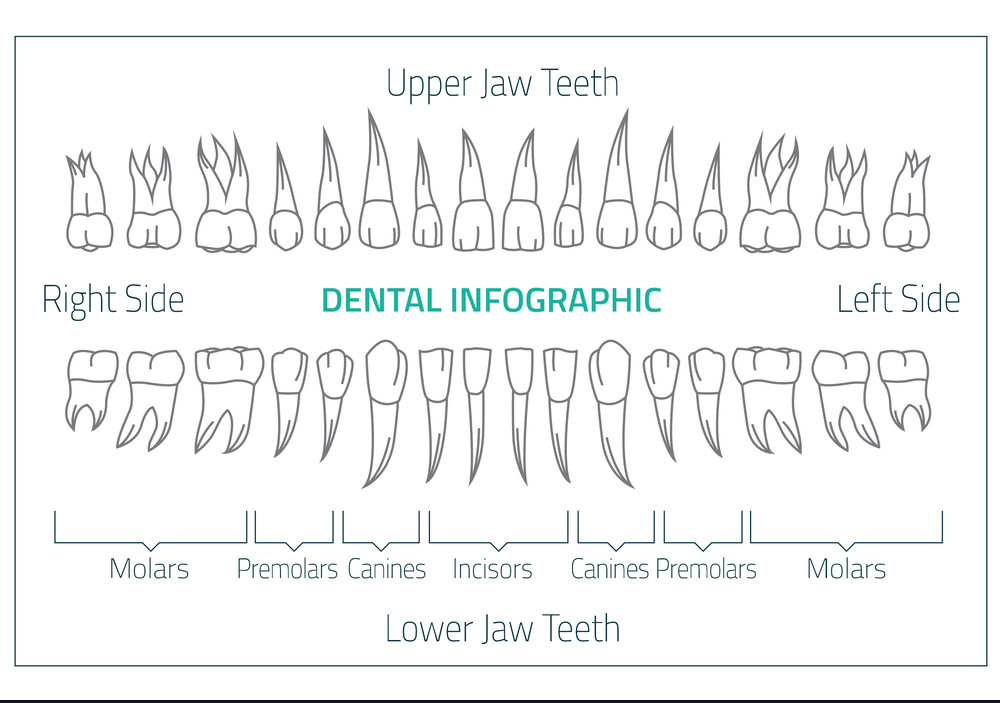 Upper Jaw Teeth
Right Side
DENTAL INFOGRAPHIC
Left Side
Molars
Premolars
Canines
Incisors
Canines
Premolars
Molars
Lower Jaw Teeth